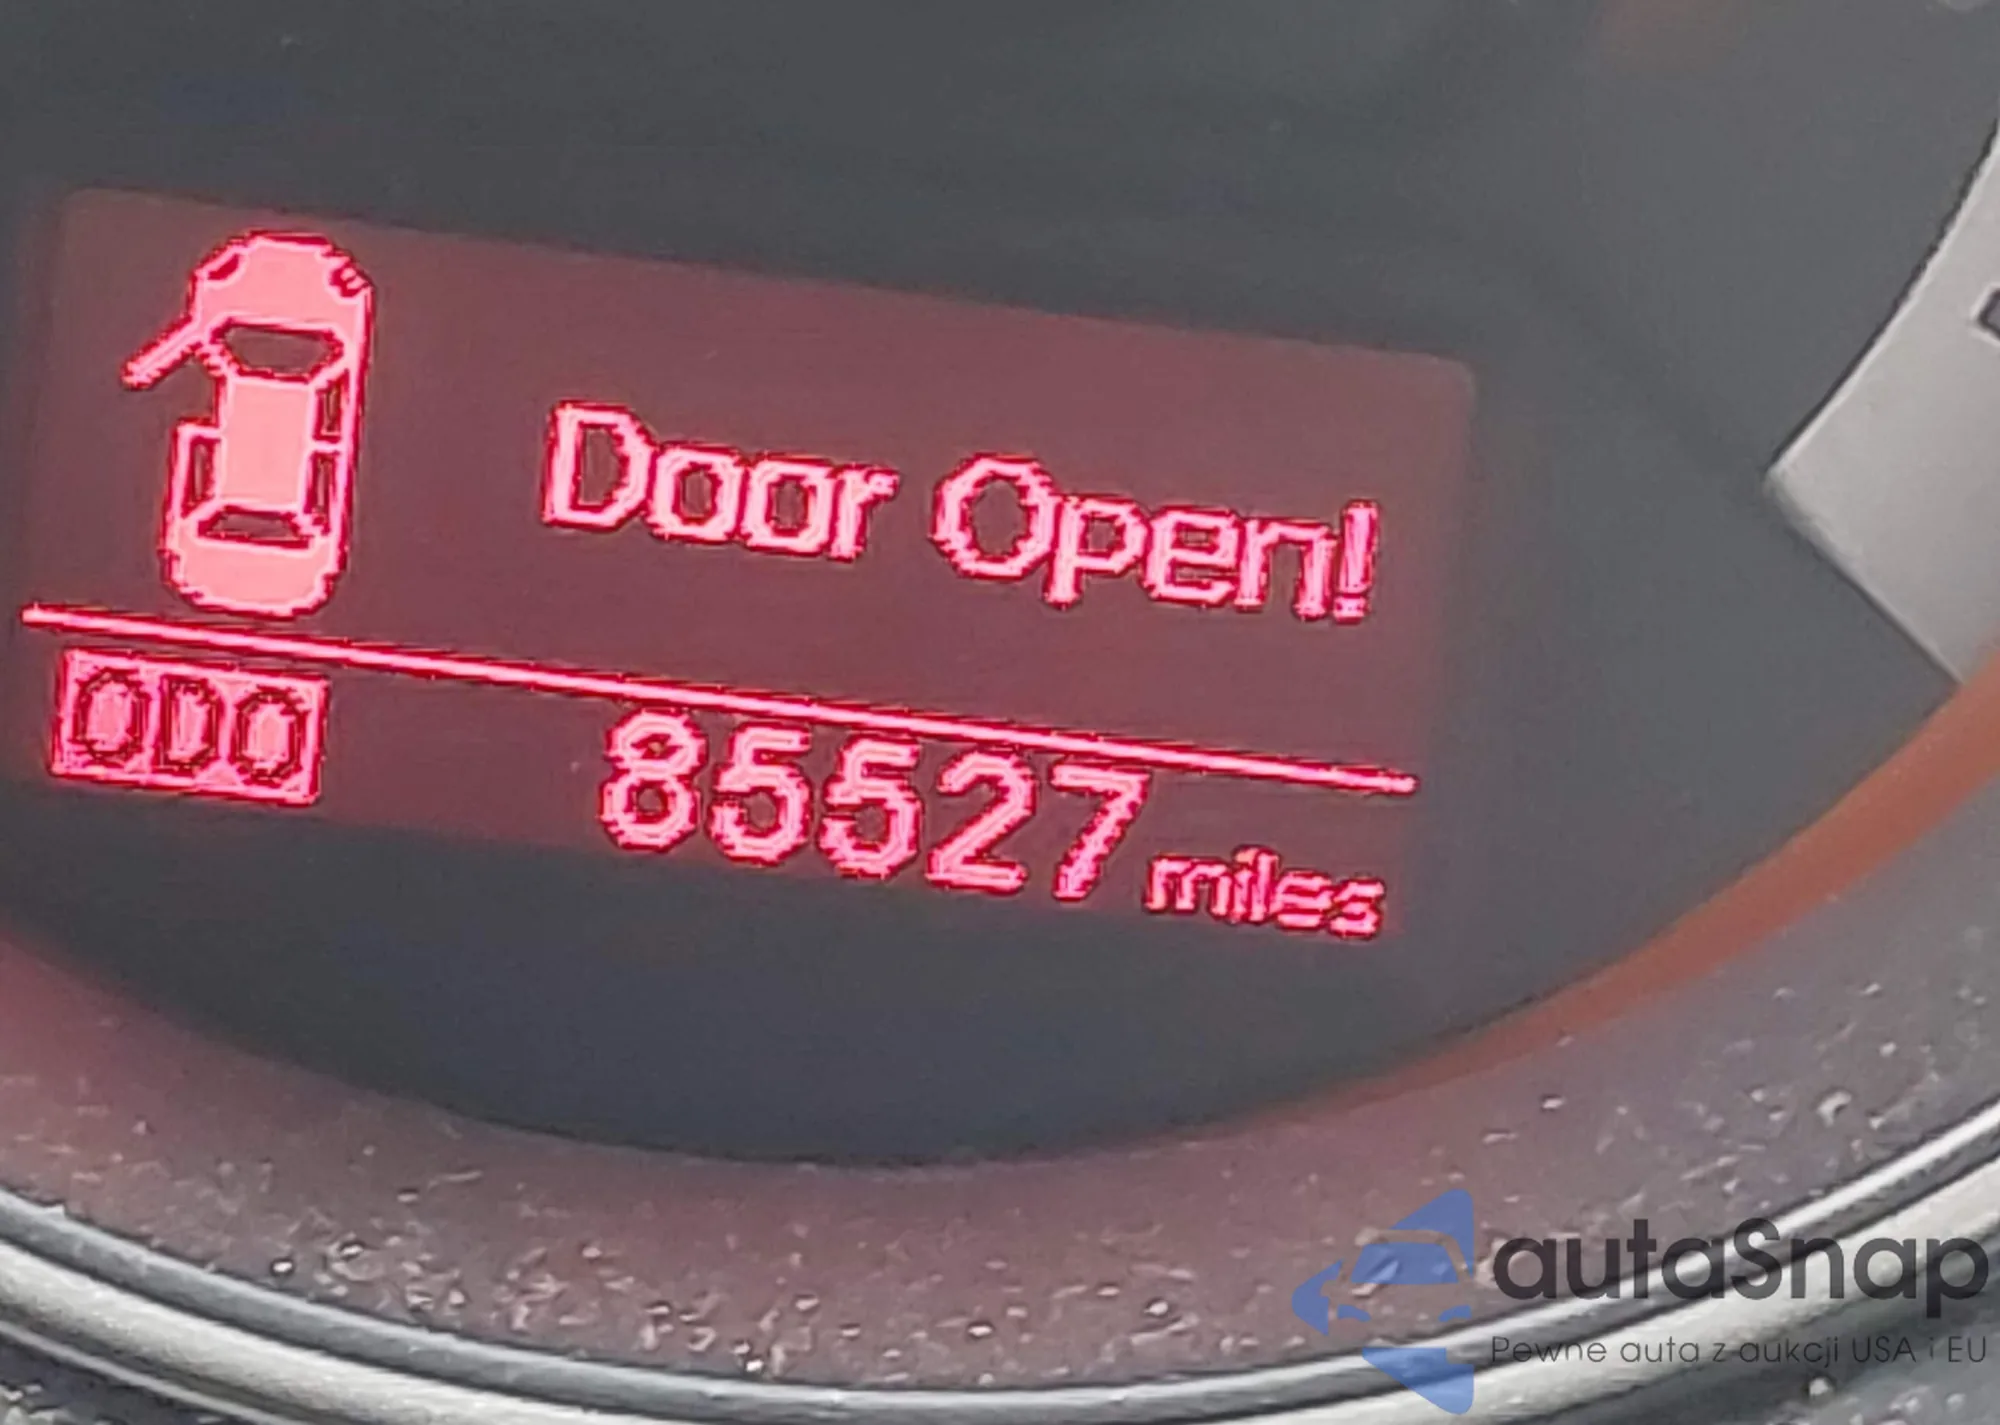 Door Open!
ODO 85527 miles
autaSnap
Pewne auta z aukcji USA i EU